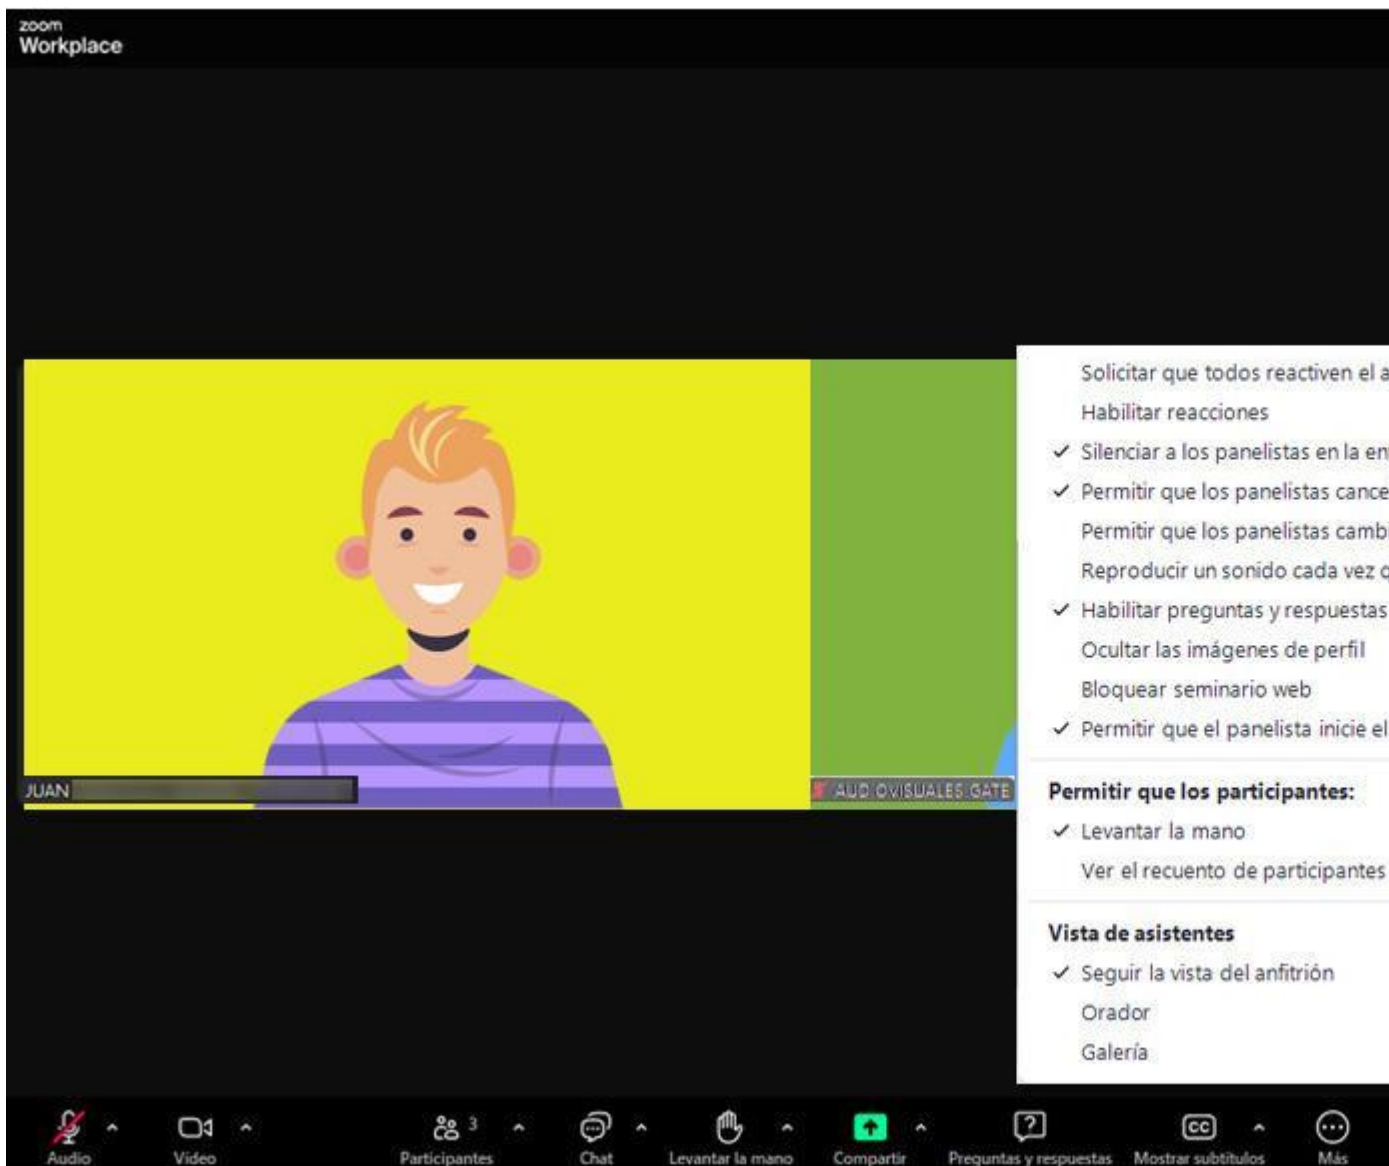 zoom
Workplace
JUAN
AUDIOVISUALES GATE
Solicitar que todos reactiven el a
Habilitar reacciones
✓ Silenciar a los panelistas en la en
✓ Permitir que los panelistas cance
Permitir que los panelistas camb
Reproducir un sonido cada vez q
✓ Habilitar preguntas y respuestas
Ocultar las imágenes de perfil
Bloquear seminario web
✓ Permitir que el panelista inicie el
Permitir que los participantes:
✓ Levantar la mano
Ver el recuento de participantes
Vista de asistentes
✓ Seguir la vista del anfitrión
Orador
Galería
3
Audio
Video
Participantes
Chat
Levantar la mano
Compartir
Preguntas y respuestas
CC
Mostrar subtítulos
Más